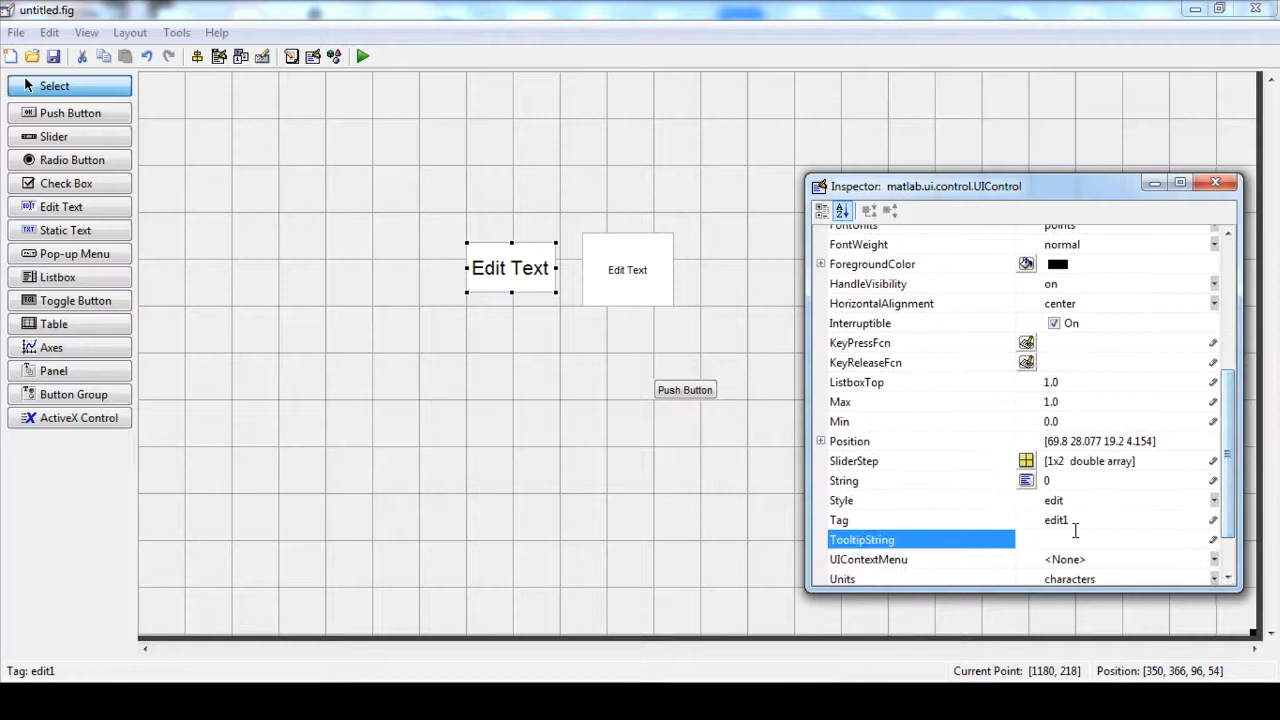 untitled.fig
File Edit View Layout Tools Help
Select
Push Button
Slider
Radio Button
Check Box
Edit Text
Static Text
Pop-up Menu
Listbox
Toggle Button
Table
Axes
Panel
Button Group
ActiveX Control
Edit Text
Edit Text
Push Button
Inspector: matlab.ui.control.UIControl
FontUnits points
FontWeight normal
ForegroundColor
HandleVisibility on
HorizontalAlignment center
Interruptible On
KeyPressFcn
KeyReleaseFcn
ListboxTop 1.0
Max 1.0
Min 0.0
Position [69.8 28.077 19.2 4.154]
SliderStep [1x2 double array]
String 0
Style edit
Tag edit1
TooltipString
UIContextMenu <None>
Units characters
Tag: edit1
Current Point: [1180, 218] Position: [350, 366, 96, 54]